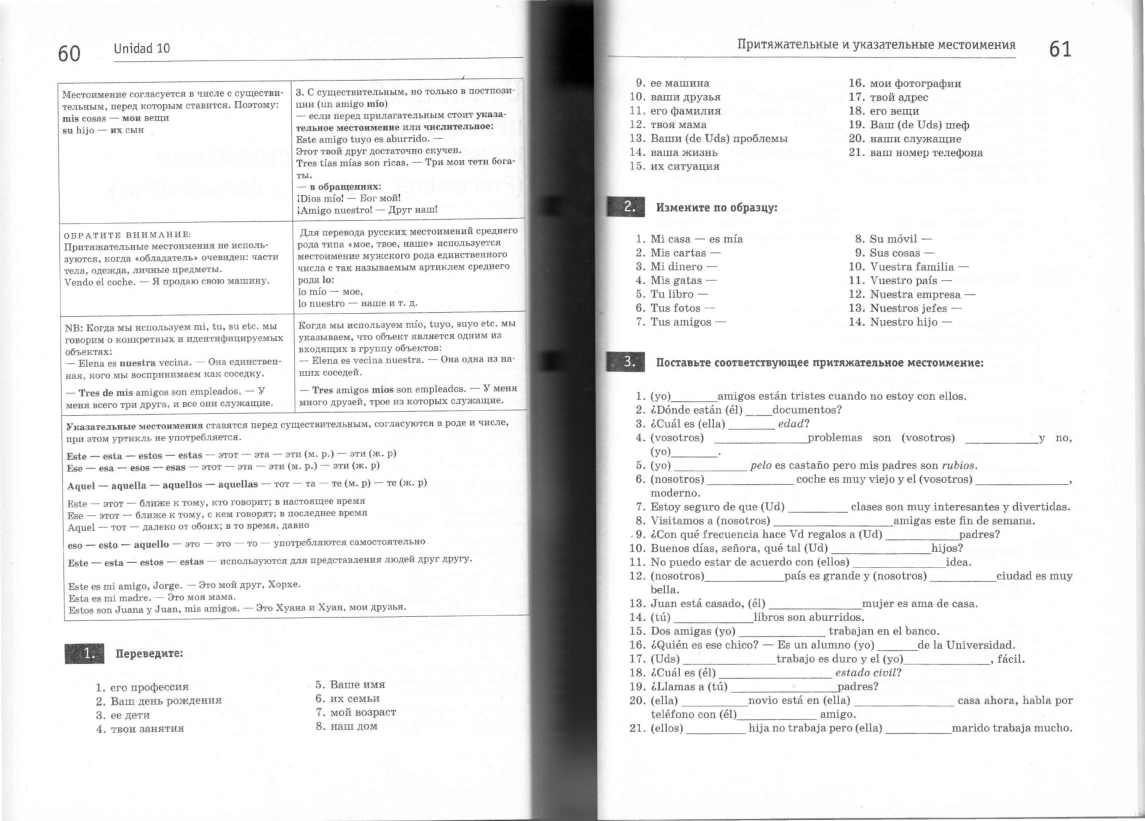 60 Unidad 10
Местоимение согласуется в числе с существи-
тельным, перед которым ставится. Поэтому:
mis cosas — мои вещи
su hijo — их сын
3. С существительным, но только в постпози-
ции (un amigo mío)
— если перед прилагательным стоит указа-
тельное местоимение или числительное:
Este amigo tuyo es aburrido. —
Этот твой друг достаточно скучен.
Tres tías mías son ricas. — Три мои тети бога-
ты.
— в обращениях:
¡Dios mío! — Бог мой!
¡Amigo nuestro! — Друг наш!
ОБРАТИТЕ ВНИМАНИЕ:
Притяжательные местоимения не исполь-
зуются, когда «обладатель» очевиден: части
тела, одежда, личные предметы.
Vendo el coche. — Я продаю свою машину.
Для перевода русских местоимений среднего
рода типа «мое, твое, наше» используется
местоимение мужского рода единственного
числа с так называемым артиклем среднего
рода lo:
lo mío — мое,
lo nuestro — наше и т. д.
NB: Когда мы используем mi, tu, su etc. мы
говорим о конкретных и идентифицируемых
объектах:
— Elena es nuestra vecina. — Она единствен-
ная, кого мы воспринимаем как соседку.
— Tres de mis amigos son empleados. — У
меня всего три друга, и все они служащие.
Когда мы используем mío, tuyo, suyo etc. мы
указываем, что объект является одним из
входящих в группу объектов:
— Elena es vecina nuestra. — Она одна из на-
ших соседей.
— Tres amigos míos son empleados. — У меня
много друзей, трое из которых служащие.
Указательные местоимения ставятся перед существительным, согласуются в роде и числе,
при этом уртикль не употребляется.
Este — esta — estos — estas — этот — эта — эти (м. р.) — эти (ж. р)
Ese — esa — esos — esas — этот — эта — эти (м. р.) — эти (ж. р)
Aquel — aquella — aquellos — aquellas — тот — та — те (м. р) — те (ж. р)
Este — этот — ближе к тому, кто говорит; в настоящее время
Ese — этот — ближе к тому, с кем говорят; в последнее время
Aquel — тот — далеко от обоих; в то время, давно
eso — esto — aquello — это — это — то — употребляются самостоятельно
Este — esta — estos — estas — используются для представления людей друг другу.
Este es mi amigo, Jorge. — Это мой друг, Хорхе.
Esta es mi madre. — Это моя мама.
Estos son Juana y Juan, mis amigos. — Это Хуана и Хуан, мои друзья.
1. Переведите:
1. его профессия
2. Ваш день рождения
3. ее дети
4. твои занятия
5. Ваше имя
6. их семьи
7. мой возраст
8. наш дом
Притяжательные и указательные местоимения 61
9. ее машина
10. ваши друзья
11. его фамилия
12. твоя мама
13. Ваши (de Uds) проблемы
14. ваша жизнь
15. их ситуация
16. мои фотографии
17. твой адрес
18. его вещи
19. Ваш (de Uds) шеф
20. наши служащие
21. ваш номер телефона
2. Измените по образцу:
1. Mi casa — es mía
2. Mis cartas —
3. Mi dinero —
4. Mis gatas —
5. Tu libro —
6. Tus fotos —
7. Tus amigos —
8. Su móvil —
9. Sus cosas —
10. Vuestra familia —
11. Vuestro país —
12. Nuestra empresa —
13. Nuestros jefes —
14. Nuestro hijo —
3. Поставьте соответствующее притяжательное местоимение:
1. (yo)_______amigos están tristes cuando no estoy con ellos.
2. ¿Dónde están (él) ____documentos?
3. ¿Cuál es (ella) _______ edad?
4. (vosotros) ______________problemas son (vosotros) ___________y no,
(yo)_______.
5. (yo) ___________ pelo es castaño pero mis padres son rubios.
6. (nosotros) _____________ coche es muy viejo y el (vosotros) ______________,
moderno.
7. Estoy seguro de que (Ud) _________ clases son muy interesantes y divertidas.
8. Visitamos a (nosotros) _________________amigas este fin de semana.
9. ¿Con qué frecuencia hace Vd regalos a (Ud) ___________padres?
10. Buenos días, señora, qué tal (Ud) _______________hijos?
11. No puedo estar de acuerdo con (ellos) ______________idea.
12. (nosotros)____________país es grande y (nosotros) __________ciudad es muy
bella.
13. Juan está casado, (él) ______________mujer es ama de casa.
14. (tú) ____________libros son aburridos.
15. Dos amigas (yo) _____________ trabajan en el banco.
16. ¿Quién es ese chico? — Es un alumno (yo) ______de la Universidad.
17. (Uds) ______________trabajo es duro y el (yo)_____________, fácil.
18. ¿Cuál es (él) _________________ estado civil?
19. ¿Llamas a (tú) ________________padres?
20. (ella) __________novio está en (ella) _______________ casa ahora, habla por
teléfono con (él)____________ amigo.
21. (ellos) _________ hija no trabaja pero (ella) __________marido trabaja mucho.